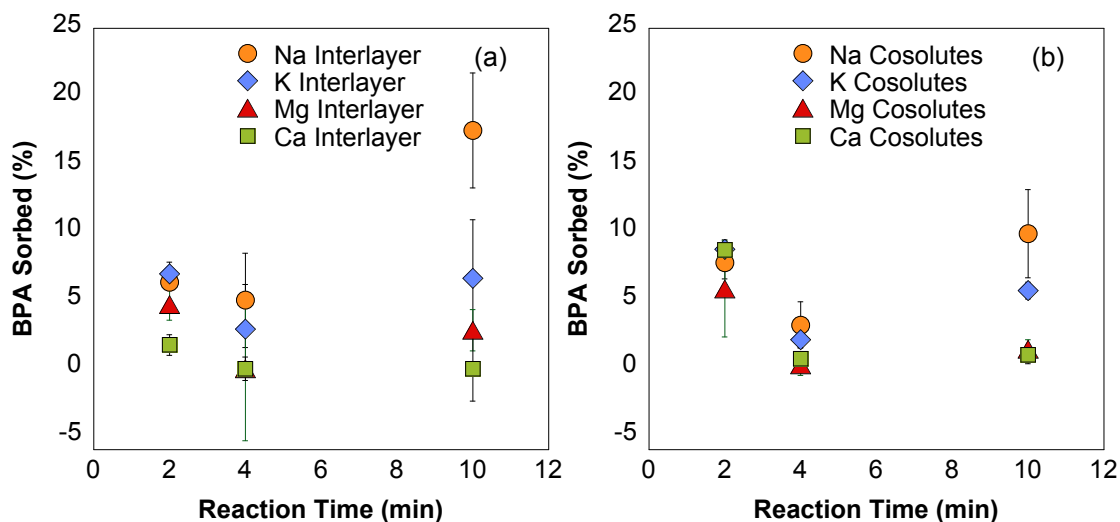 25
20
15
10
5
0
-5
BPA Sorbed (%)
Na Interlayer
K Interlayer
Mg Interlayer
Ca Interlayer
(a)
0 2 4 6 8 10 12
Reaction Time (min)
25
20
15
10
5
0
-5
BPA Sorbed (%)
Na Cosolutes
K Cosolutes
Mg Cosolutes
Ca Cosolutes
(b)
0 2 4 6 8 10 12
Reaction Time (min)